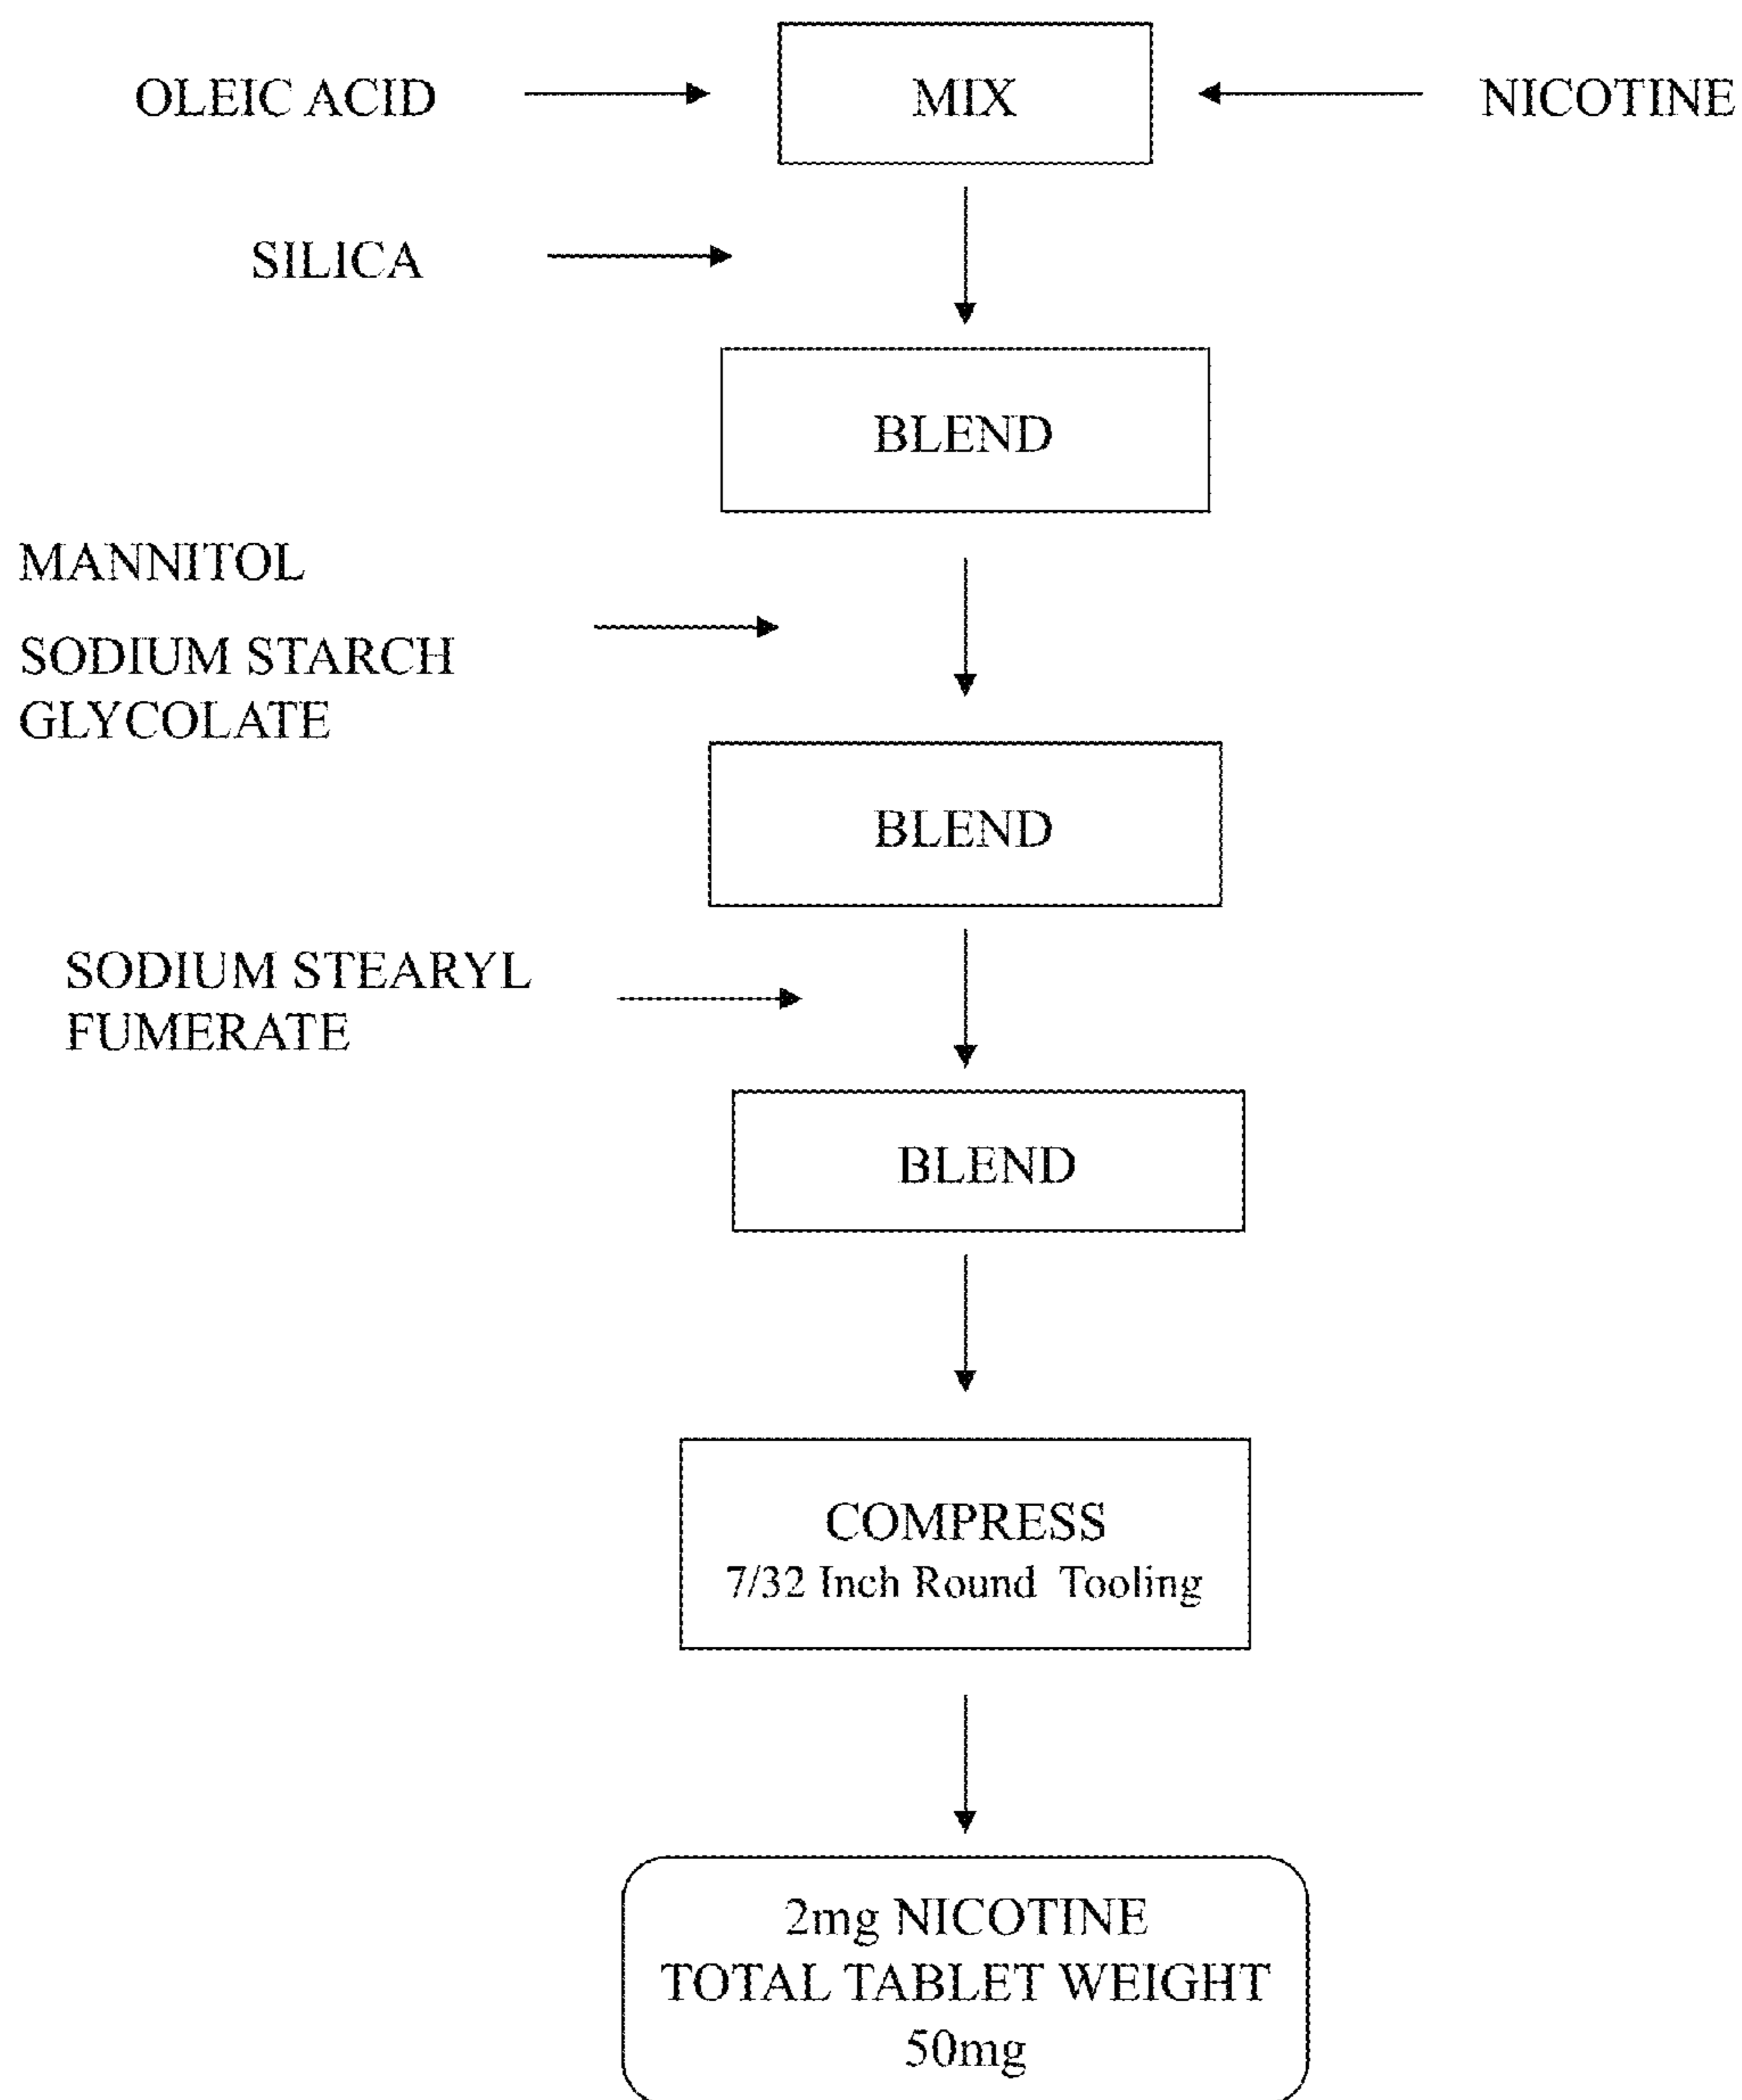 OLEIC ACID
MIX
NICOTINE
SILICA
BLEND
MANNITOL
SODIUM STARCH
GLYCOLATE
BLEND
SODIUM STEARYL
FUMERATE
BLEND
COMPRESS
7/32 Inch Round Tooling
2mg NICOTINE
TOTAL TABLET WEIGHT
50mg